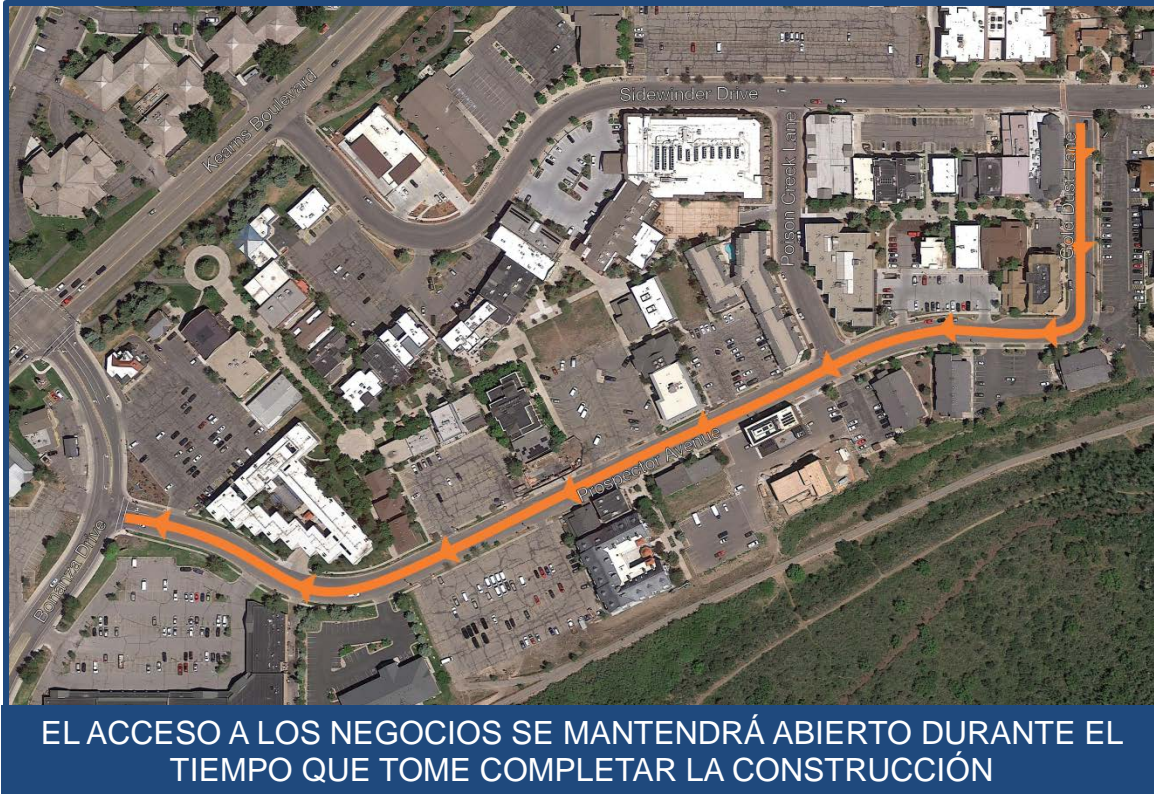 Sidewinder Drive
Kearns Boulevard
Poison Creek Lane
Gold Dust Lane
Prospector Avenue
Bonanza Drive
EL ACCESO A LOS NEGOCIOS SE MANTENDRÁ ABIERTO DURANTE EL
TIEMPO QUE TOME COMPLETAR LA CONSTRUCCIÓN